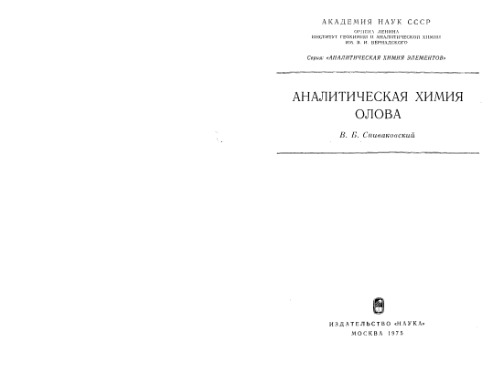 АКАДЕМИЯ НАУК СССР
ОРДЕНА ЛЕНИНА
ИНСТИТУТ ГЕОХИМИИ И АНАЛИТИЧЕСКОЙ ХИМИИ
ИМ. В. И. ВЕРНАДСКОГО
Серия: «АНАЛИТИЧЕСКАЯ ХИМИЯ ЭЛЕМЕНТОВ»
АНАЛИТИЧЕСКАЯ ХИМИЯ
ОЛОВА
В. Б. Спиваковский
ИЗДАТЕЛЬСТВО «НАУКА»
МОСКВА 1975